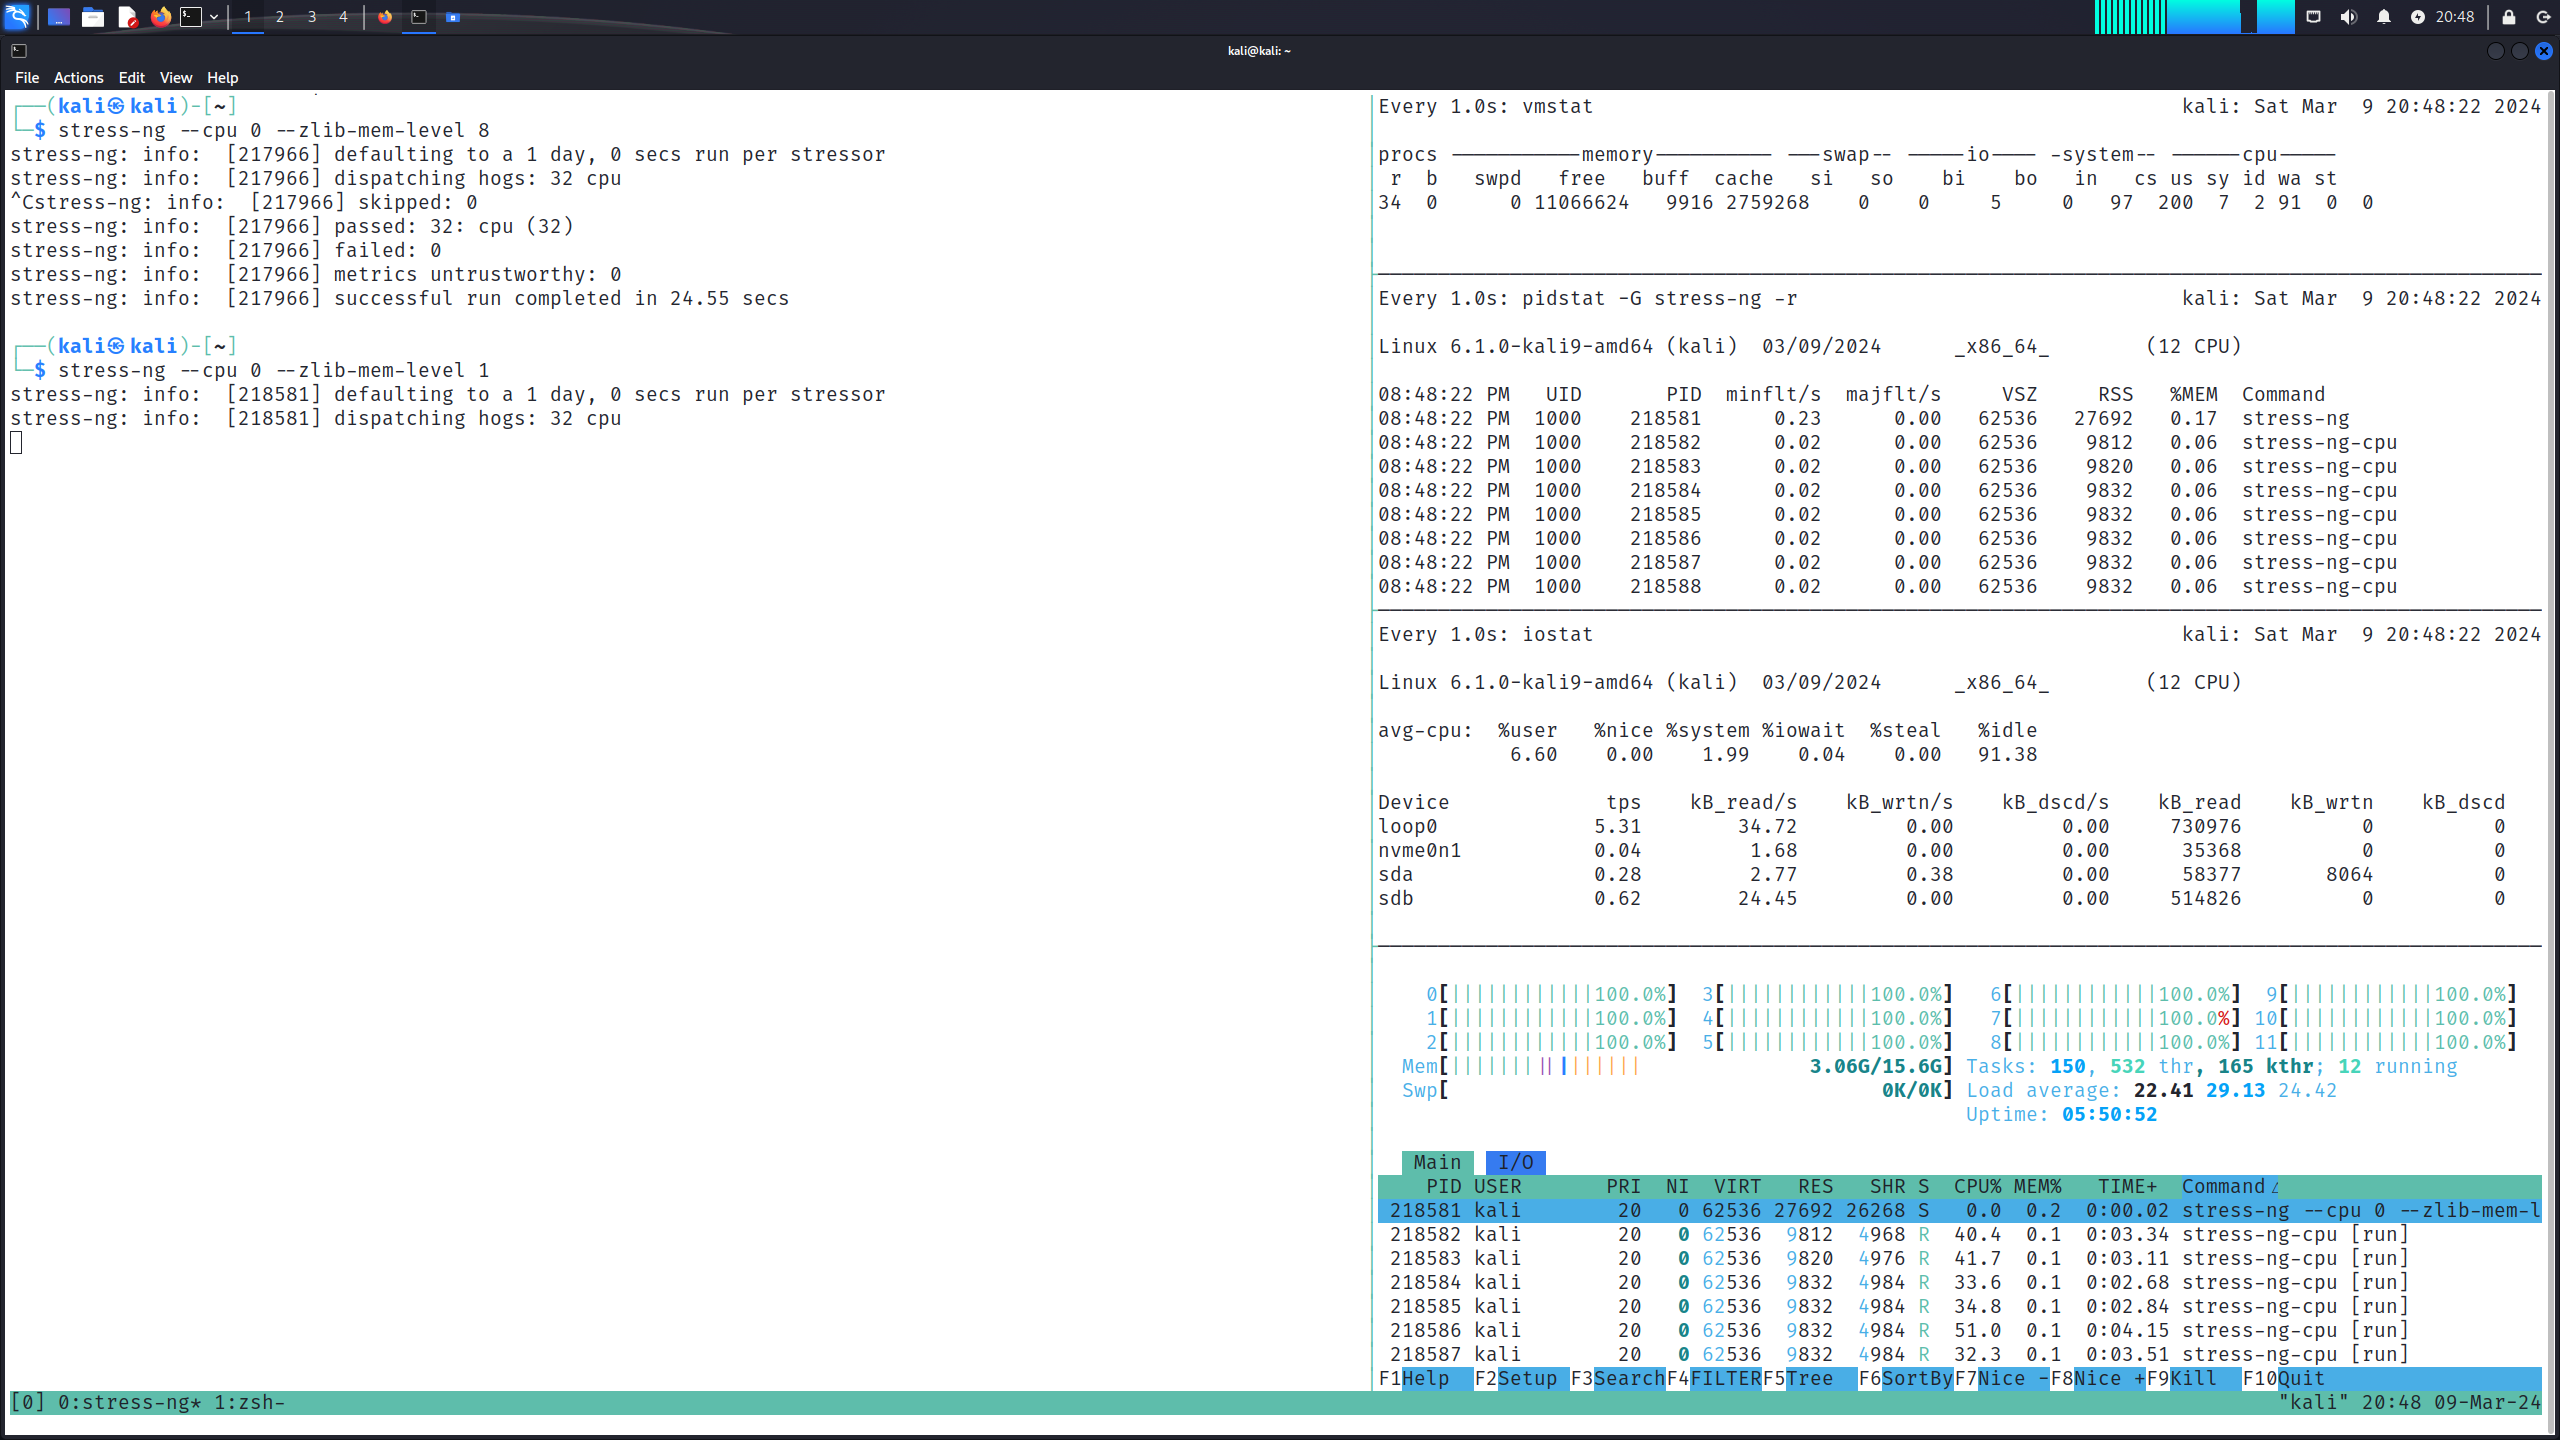 1 2 3 4 20:48
kali@kali: ~
File Actions Edit View Help
┌──(kali㉿kali)-[~]
└─$ stress-ng --cpu 0 --zlib-mem-level 8
stress-ng: info:  [217966] defaulting to a 1 day, 0 secs run per stressor
stress-ng: info:  [217966] dispatching hogs: 32 cpu
^Cstress-ng: info:  [217966] skipped: 0
stress-ng: info:  [217966] passed: 32: cpu (32)
stress-ng: info:  [217966] failed: 0
stress-ng: info:  [217966] metrics untrustworthy: 0
stress-ng: info:  [217966] successful run completed in 24.55 secs
┌──(kali㉿kali)-[~]
└─$ stress-ng --cpu 0 --zlib-mem-level 1
stress-ng: info:  [218581] defaulting to a 1 day, 0 secs run per stressor
stress-ng: info:  [218581] dispatching hogs: 32 cpu
Every 1.0s: vmstat kali: Sat Mar  9 20:48:22 2024
procs -----------memory---------- ---swap-- -----io---- -system-- ------cpu-----
r b swpd free buff cache si so bi bo in cs us sy id wa st
34 0 0 11066624 9916 2759268 0 0 5 0 97 200 7 2 91 0 0
Every 1.0s: pidstat -G stress-ng -r kali: Sat Mar  9 20:48:22 2024
Linux 6.1.0-kali9-amd64 (kali) 03/09/2024 _x86_64_ (12 CPU)
08:48:22 PM UID PID minflt/s majflt/s VSZ RSS %MEM Command
08:48:22 PM 1000 218581 0.23 0.00 62536 27692 0.17 stress-ng
08:48:22 PM 1000 218582 0.02 0.00 62536 9812 0.06 stress-ng-cpu
08:48:22 PM 1000 218583 0.02 0.00 62536 9820 0.06 stress-ng-cpu
08:48:22 PM 1000 218584 0.02 0.00 62536 9832 0.06 stress-ng-cpu
08:48:22 PM 1000 218585 0.02 0.00 62536 9832 0.06 stress-ng-cpu
08:48:22 PM 1000 218586 0.02 0.00 62536 9832 0.06 stress-ng-cpu
08:48:22 PM 1000 218587 0.02 0.00 62536 9832 0.06 stress-ng-cpu
08:48:22 PM 1000 218588 0.02 0.00 62536 9832 0.06 stress-ng-cpu
Every 1.0s: iostat kali: Sat Mar  9 20:48:22 2024
Linux 6.1.0-kali9-amd64 (kali) 03/09/2024 _x86_64_ (12 CPU)
avg-cpu: %user %nice %system %iowait %steal %idle
6.60 0.00 1.99 0.04 0.00 91.38
Device tps kB_read/s kB_wrtn/s kB_dscd/s kB_read kB_wrtn kB_dscd
loop0 5.31 34.72 0.00 0.00 730976 0 0
nvme0n1 0.04 1.68 0.00 0.00 35368 0 0
sda 0.28 2.77 0.38 0.00 58377 8064 0
sdb 0.62 24.45 0.00 0.00 514826 0 0
0[||||||||||||100.0%] 3[||||||||||||100.0%] 6[||||||||||||100.0%] 9[||||||||||||100.0%]
1[||||||||||||100.0%] 4[||||||||||||100.0%] 7[||||||||||||100.0%] 10[||||||||||||100.0%]
2[||||||||||||100.0%] 5[||||||||||||100.0%] 8[||||||||||||100.0%] 11[||||||||||||100.0%]
Mem[|||||||||||||||| 3.06G/15.6G] Tasks: 150, 532 thr, 165 kthr; 12 running
Swp[ 0K/0K] Load average: 22.41 29.13 24.42
Uptime: 05:50:52
Main I/O
PID USER PRI NI VIRT RES SHR S CPU% MEM% TIME+ Command△
218581 kali 20 0 62536 27692 26268 S 0.0 0.2 0:00.02 stress-ng --cpu 0 --zlib-mem-l
218582 kali 20 0 62536 9812 4968 R 40.4 0.1 0:03.34 stress-ng-cpu [run]
218583 kali 20 0 62536 9820 4976 R 41.7 0.1 0:03.11 stress-ng-cpu [run]
218584 kali 20 0 62536 9832 4984 R 33.6 0.1 0:02.68 stress-ng-cpu [run]
218585 kali 20 0 62536 9832 4984 R 34.8 0.1 0:02.84 stress-ng-cpu [run]
218586 kali 20 0 62536 9832 4984 R 51.0 0.1 0:04.15 stress-ng-cpu [run]
218587 kali 20 0 62536 9832 4984 R 32.3 0.1 0:03.51 stress-ng-cpu [run]
F1Help F2Setup F3SearchF4FILTERF5Tree F6SortByF7Nice -F8Nice +F9Kill F10Quit
[0] 0:stress-ng* 1:zsh- "kali" 20:48 09-Mar-24